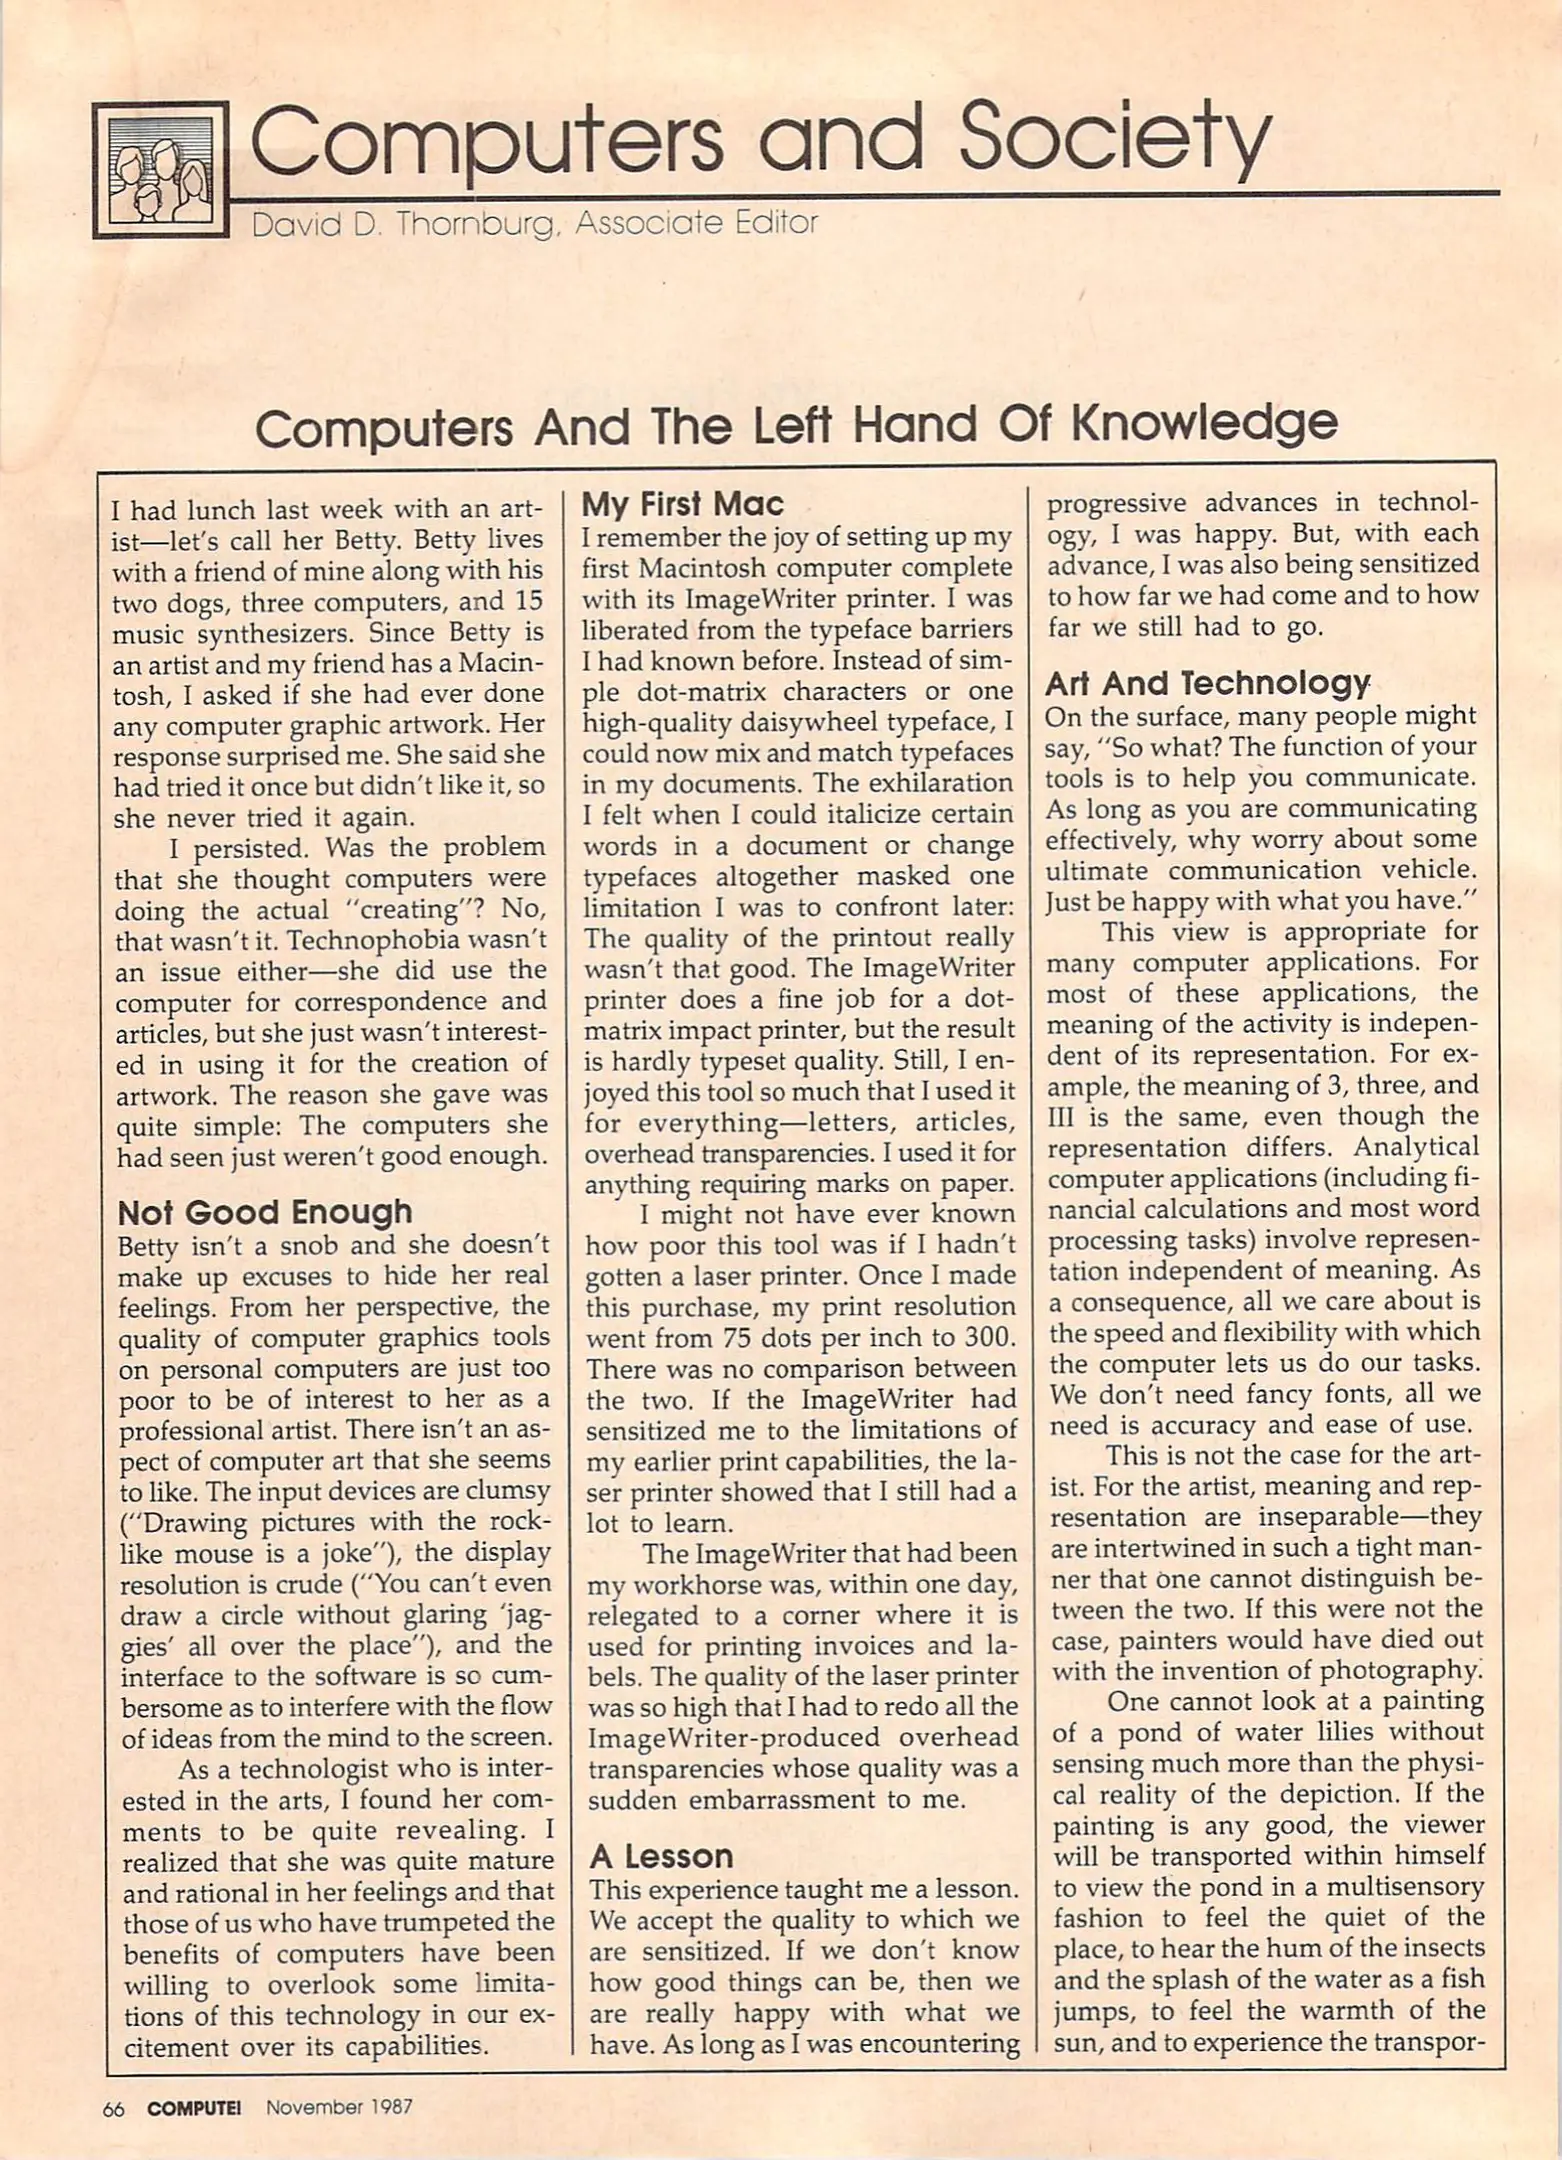 Computers and Society
David D. Thornburg, Associate Editor
Computers And The Left Hand Of Knowledge
I had lunch last week with an art-
ist—let's call her Betty. Betty lives
with a friend of mine along with his
two dogs, three computers, and 15
music synthesizers. Since Betty is
an artist and my friend has a Macin-
tosh, I asked if she had ever done
any computer graphic artwork. Her
response surprised me. She said she
had tried it once but didn't like it, so
she never tried it again.
I persisted. Was the problem
that she thought computers were
doing the actual "creating"? No,
that wasn't it. Technophobia wasn't
an issue either—she did use the
computer for correspondence and
articles, but she just wasn't interest-
ed in using it for the creation of
artwork. The reason she gave was
quite simple: The computers she
had seen just weren't good enough.
Not Good Enough
Betty isn't a snob and she doesn't
make up excuses to hide her real
feelings. From her perspective, the
quality of computer graphics tools
on personal computers are just too
poor to be of interest to her as a
professional artist. There isn't an as-
pect of computer art that she seems
to like. The input devices are clumsy
("Drawing pictures with the rock-
like mouse is a joke"), the display
resolution is crude ("You can't even
draw a circle without glaring 'jag-
gies' all over the place"), and the
interface to the software is so cum-
bersome as to interfere with the flow
of ideas from the mind to the screen.
As a technologist who is inter-
ested in the arts, I found her com-
ments to be quite revealing. I
realized that she was quite mature
and rational in her feelings and that
those of us who have trumpeted the
benefits of computers have been
willing to overlook some limita-
tions of this technology in our ex-
citement over its capabilities.
My First Mac
I remember the joy of setting up my
first Macintosh computer complete
with its ImageWriter printer. I was
liberated from the typeface barriers
I had known before. Instead of sim-
ple dot-matrix characters or one
high-quality daisywheel typeface, I
could now mix and match typefaces
in my documents. The exhilaration
I felt when I could italicize certain
words in a document or change
typefaces altogether masked one
limitation I was to confront later:
The quality of the printout really
wasn't that good. The ImageWriter
printer does a fine job for a dot-
matrix impact printer, but the result
is hardly typeset quality. Still, I en-
joyed this tool so much that I used it
for everything—letters, articles,
overhead transparencies. I used it for
anything requiring marks on paper.
I might not have ever known
how poor this tool was if I hadn't
gotten a laser printer. Once I made
this purchase, my print resolution
went from 75 dots per inch to 300.
There was no comparison between
the two. If the ImageWriter had
sensitized me to the limitations of
my earlier print capabilities, the la-
ser printer showed that I still had a
lot to learn.
The ImageWriter that had been
my workhorse was, within one day,
relegated to a corner where it is
used for printing invoices and la-
bels. The quality of the laser printer
was so high that I had to redo all the
ImageWriter-produced overhead
transparencies whose quality was a
sudden embarrassment to me.
A Lesson
This experience taught me a lesson.
We accept the quality to which we
are sensitized. If we don't know
how good things can be, then we
are really happy with what we
have. As long as I was encountering
progressive advances in technol-
ogy, I was happy. But, with each
advance, I was also being sensitized
to how far we had come and to how
far we still had to go.
Art And Technology
On the surface, many people might
say, "So what? The function of your
tools is to help you communicate.
As long as you are communicating
effectively, why worry about some
ultimate communication vehicle.
Just be happy with what you have."
This view is appropriate for
many computer applications. For
most of these applications, the
meaning of the activity is indepen-
dent of its representation. For ex-
ample, the meaning of 3, three, and
III is the same, even though the
representation differs. Analytical
computer applications (including fi-
nancial calculations and most word
processing tasks) involve represen-
tation independent of meaning. As
a consequence, all we care about is
the speed and flexibility with which
the computer lets us do our tasks.
We don't need fancy fonts, all we
need is accuracy and ease of use.
This is not the case for the art-
ist. For the artist, meaning and rep-
resentation are inseparable—they
are intertwined in such a tight man-
ner that one cannot distinguish be-
tween the two. If this were not the
case, painters would have died out
with the invention of photography.
One cannot look at a painting
of a pond of water lilies without
sensing much more than the physi-
cal reality of the depiction. If the
painting is any good, the viewer
will be transported within himself
to view the pond in a multisensory
fashion to feel the quiet of the
place, to hear the hum of the insects
and the splash of the water as a fish
jumps, to feel the warmth of the
sun, and to experience the transpor-
66 COMPUTE! November 1987